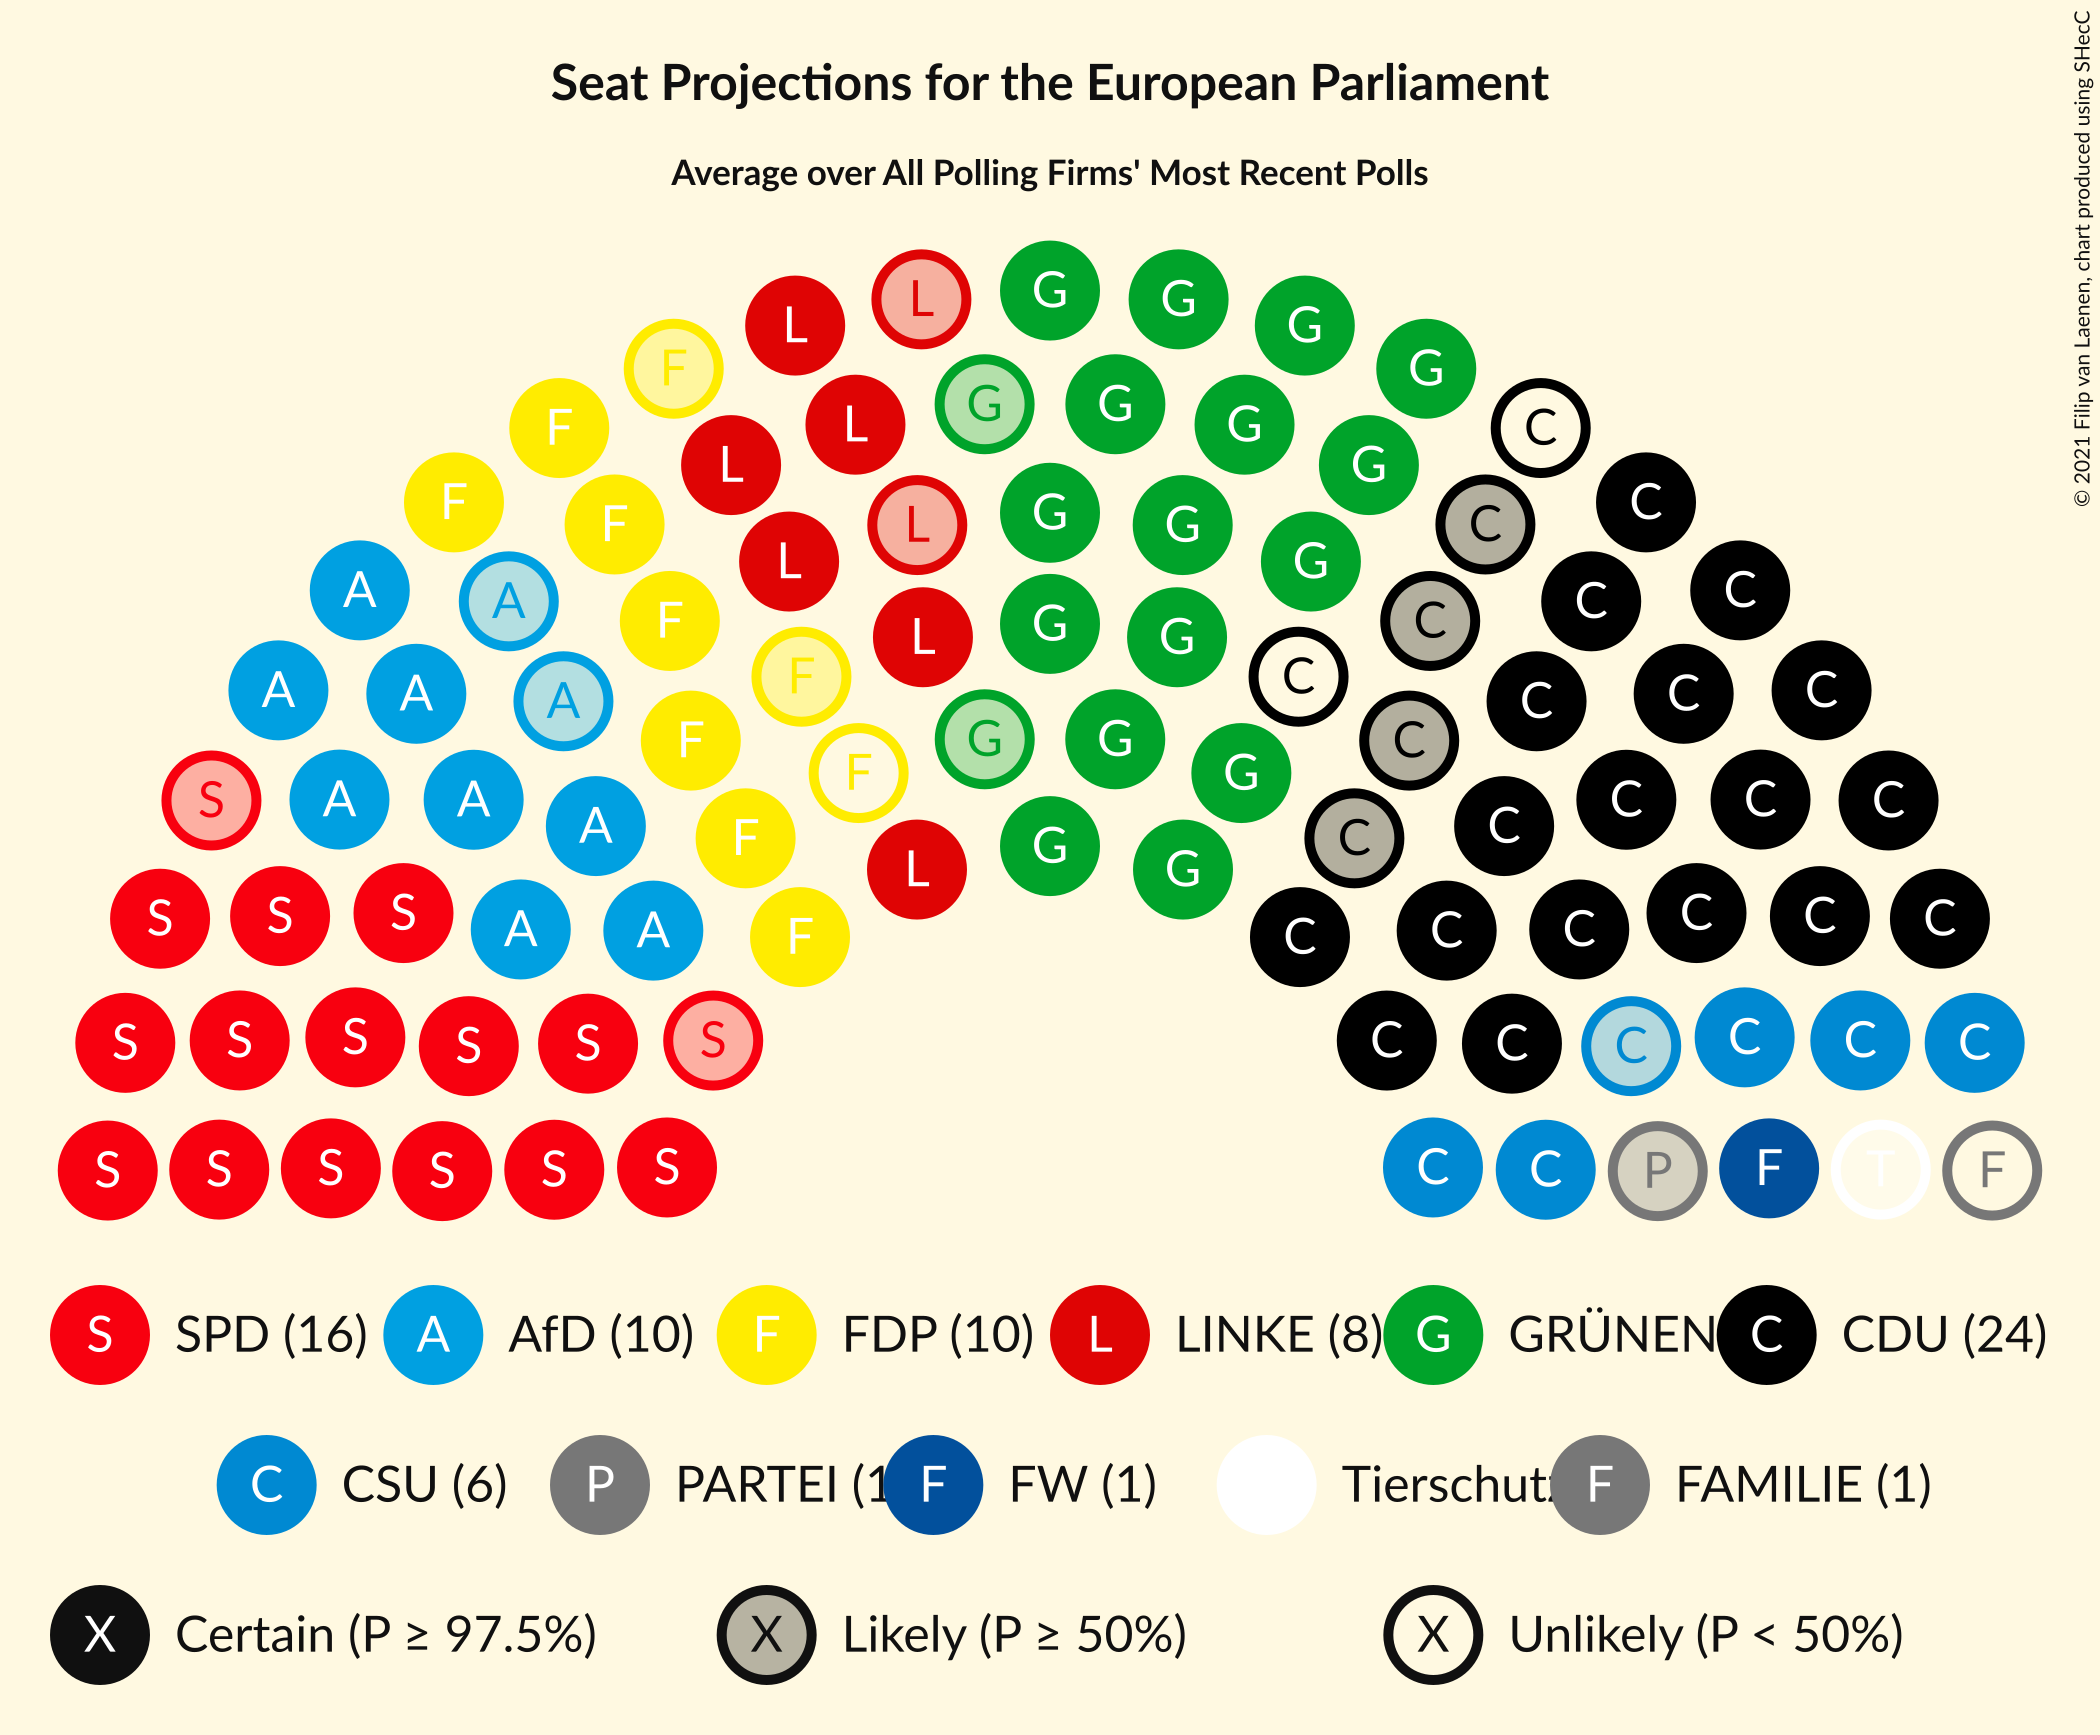 Seat Projections for the European Parliament
Average over All Polling Firms' Most Recent Polls
© 2021 Filip van Laenen, chart produced using SHecC
L L G G G
F G
F L G G G C
L G
F F L G G C C
L G
A A F L G G C C C
A A A F C C C C
F G G C
S A A F G C C C
A F G C C
L G
S S S A A F C C C C C C
S S S S S S C C C C C C
S S S S S S C C P F T F
S SPD (16) A AfD (10) F FDP (10) L LINKE (8) G GRÜNEN C CDU (24)
C CSU (6) P PARTEI (1 F FW (1) Tierschutz F FAMILIE (1)
X Certain (P ≥ 97.5%) X Likely (P ≥ 50%) X Unlikely (P < 50%)